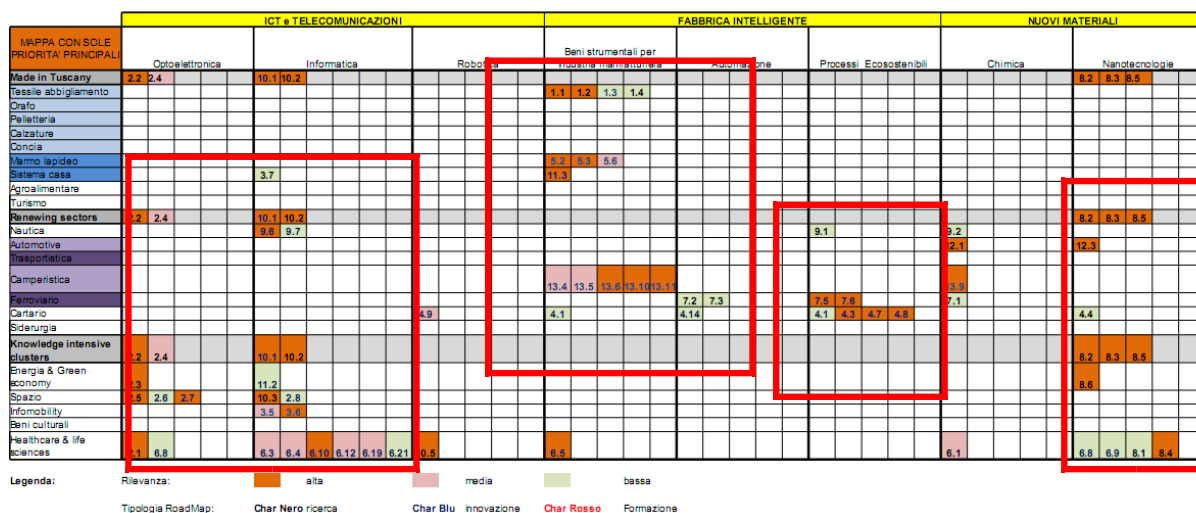 ICT e TELECOMUNICAZIONI FABBRICA INTELLIGENTE NUOVI MATERIALI
MAPPA CON SOLE
PRIORITA' PRINCIPALI
Optoelettronica Informatica Robotica Beni strumentali per
industria manifatturiera Automazione Processi Ecosostenibili Chimica Nanotecnologie
Made in Tuscany 2.2 2.4 10.1 10.2 8.2 8.3 8.5
Tessile abbigliamento 1.1 1.2 1.3 1.4
Orafo
Pelletteria
Calzature
Concia
Marmo lapideo 5.2 5.3 5.6
Sistema casa 3.7 11.3
Agroalimentare
Turismo
Renewing sectors 2.2 2.4 10.1 10.2 8.2 8.3 8.5
Nautica 9.6 9.7 9.1 9.2
Automotive 12.1 12.3
Trasportistica
Camperistica 13.4 13.5 13.6 13.10 13.11 13.9
Ferroviario 7.2 7.3 7.5 7.6 7.1
Cartario 4.9 4.1 4.14 4.1 4.3 4.7 4.8 4.4
Siderurgia
Knowledge intensive
clusters 2.2 2.4 10.1 10.2 8.2 8.3 8.5
Energia & Green
economy 2.3 11.2 8.6
Spazio 2.5 2.6 2.7 10.3 2.8
Infomobility 3.5 3.6
Beni culturali
Healthcare & life
sciences 2.1 6.8 6.3 6.4 6.10 6.12 6.19 6.21 6.5 6.1 6.8 6.9 8.1 8.4
Legenda: Rilevanza: alta media bassa
Tipologia RoadMap: Char Nero ricerca Char Blu innovazione Char Rosso Formazione